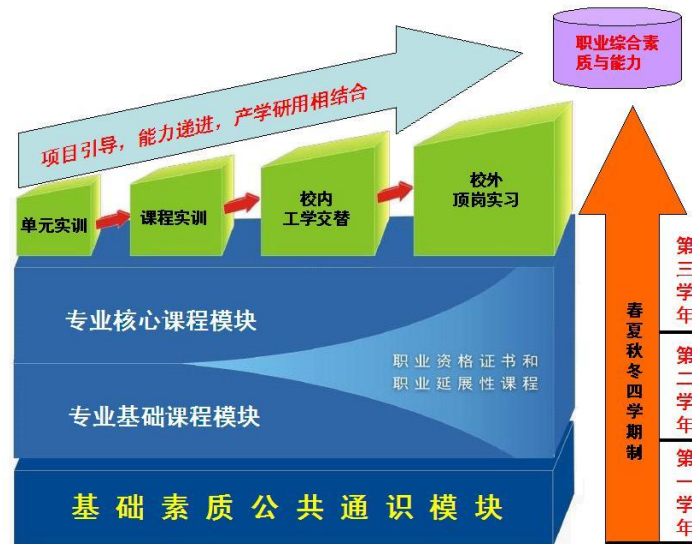 职业综合素
质与能力
项目引导，能力递进，产学研用相结合
单元实训
课程实训
校内
工学交替
校外
顶岗实习
专业核心课程模块
职业资格证书和
职业延展性课程
专业基础课程模块
基础素质公共通识模块
春夏秋冬四学期制
第三学年
第二学年
第一学年